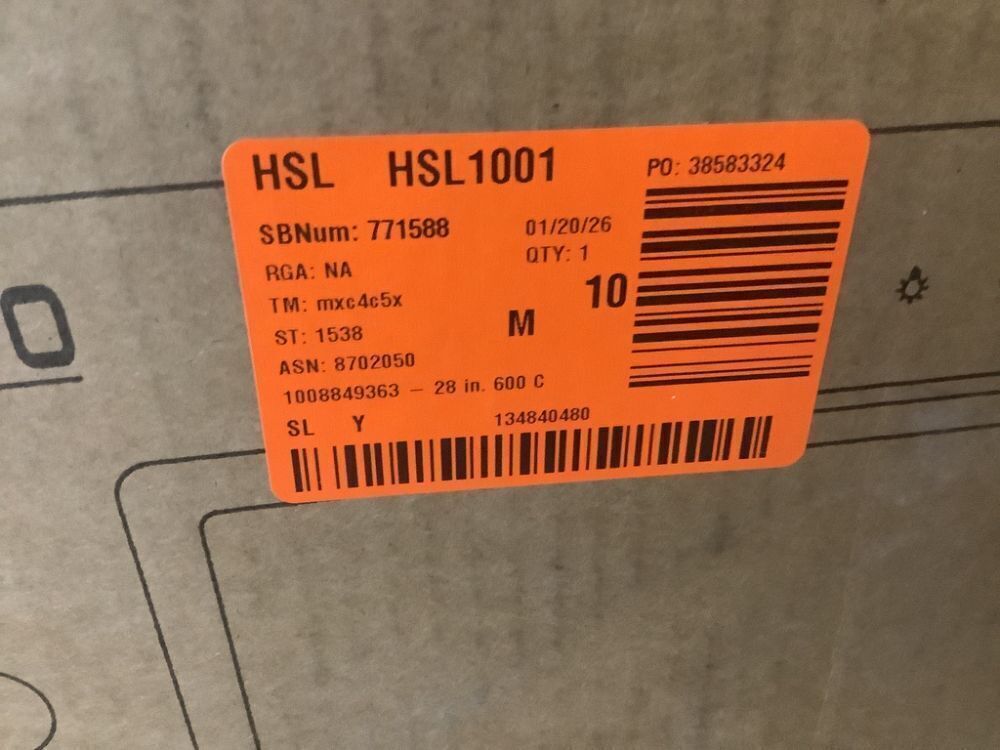 HSL HSL1001
PO: 38583324
SBNum: 771588
01/20/26
RGA: NA
QTY: 1
TM: mxc4c5x
10
ST: 1538
M
ASN: 8702050
1008849363 – 28 in. 600 C
SL Y
134840480